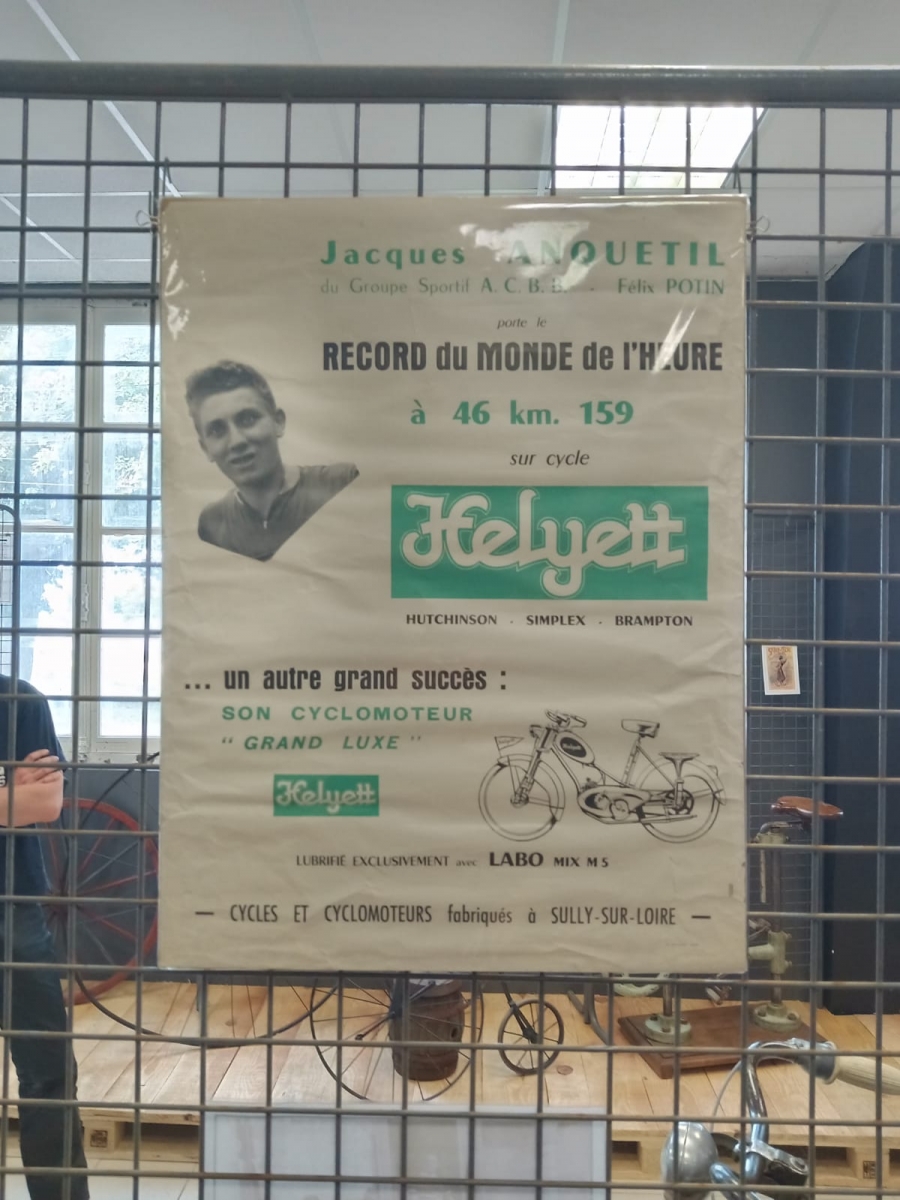 Jacques ANQUETIL
du Groupe Sportif A. C. B. B. - Félix POTIN
porte le
RECORD du MONDE de l'HEURE
à 46 km. 159
sur cycle
Helyett
HUTCHINSON - SIMPLEX - BRAMPTON
... un autre grand succès :
SON CYCLOMOTEUR
" GRAND LUXE "
Helyett
Helyett
LUBRIFIÉ EXCLUSIVEMENT avec LABO MIX M S
— CYCLES ET CYCLOMOTEURS fabriqués à SULLY-SUR-LOIRE —